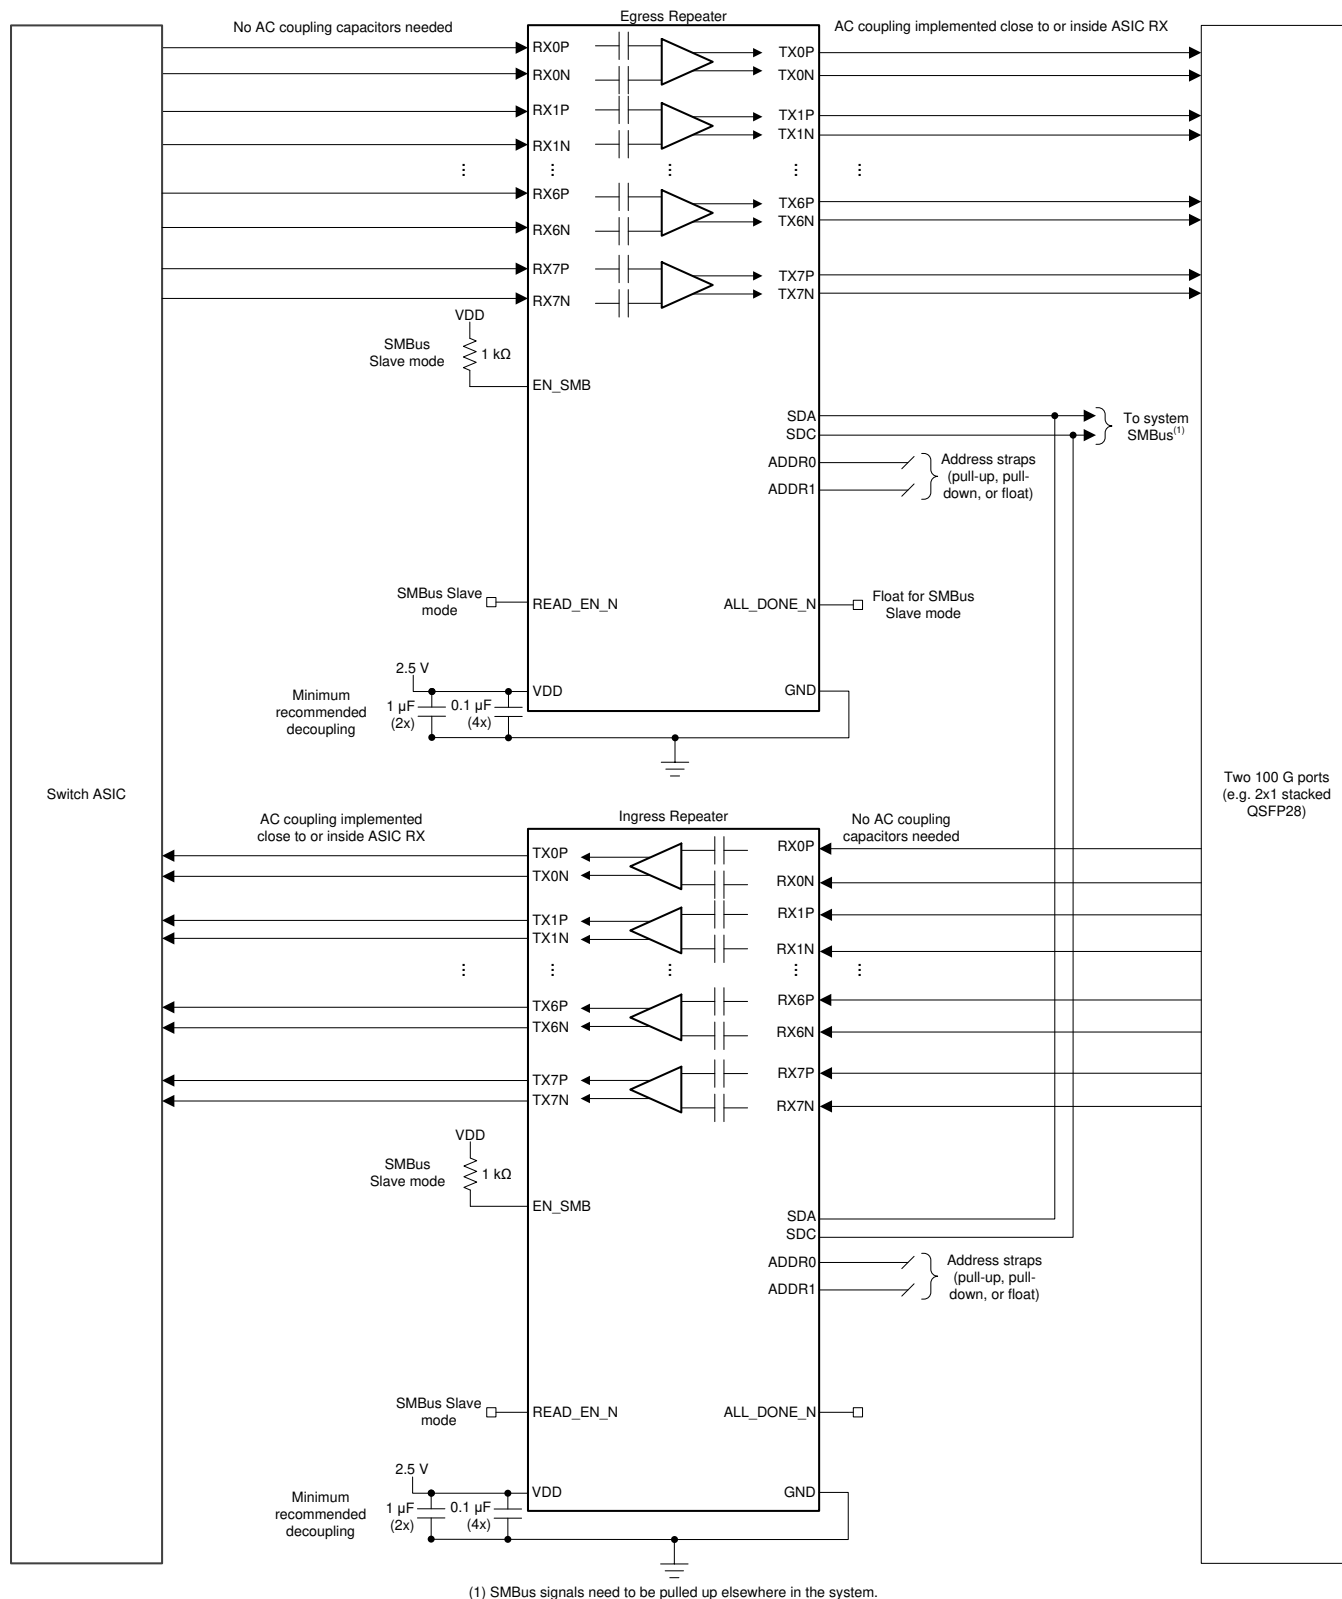 Egress Repeater
No AC coupling capacitors needed
AC coupling implemented close to or inside ASIC RX
RX0P
TX0P
RX0N
TX0N
RX1P
TX1P
RX1N
TX1N
RX6P
TX6P
RX6N
TX6N
RX7P
TX7P
RX7N
TX7N
VDD
SMBus
Slave mode
1 kΩ
EN_SMB
SDA
SDC
To system
SMBus(1)
ADDR0
ADDR1
Address straps
(pull-up, pull-
down, or float)
SMBus Slave
mode
READ_EN_N
ALL_DONE_N
Float for SMBus
Slave mode
2.5 V
VDD
GND
Minimum
recommended
decoupling
1 μF
(2x)
0.1 μF
(4x)
Switch ASIC
Two 100 G ports
(e.g. 2x1 stacked
QSFP28)
Ingress Repeater
AC coupling implemented
close to or inside ASIC RX
No AC coupling
capacitors needed
TX0P
RX0P
TX0N
RX0N
TX1P
RX1P
TX1N
RX1N
TX6P
RX6P
TX6N
RX6N
TX7P
RX7P
TX7N
RX7N
VDD
SMBus
Slave mode
1 kΩ
EN_SMB
SDA
SDC
ADDR0
ADDR1
Address straps
(pull-up, pull-
down, or float)
SMBus Slave
mode
READ_EN_N
ALL_DONE_N
2.5 V
VDD
GND
Minimum
recommended
decoupling
1 μF
(2x)
0.1 μF
(4x)
(1) SMBus signals need to be pulled up elsewhere in the system.